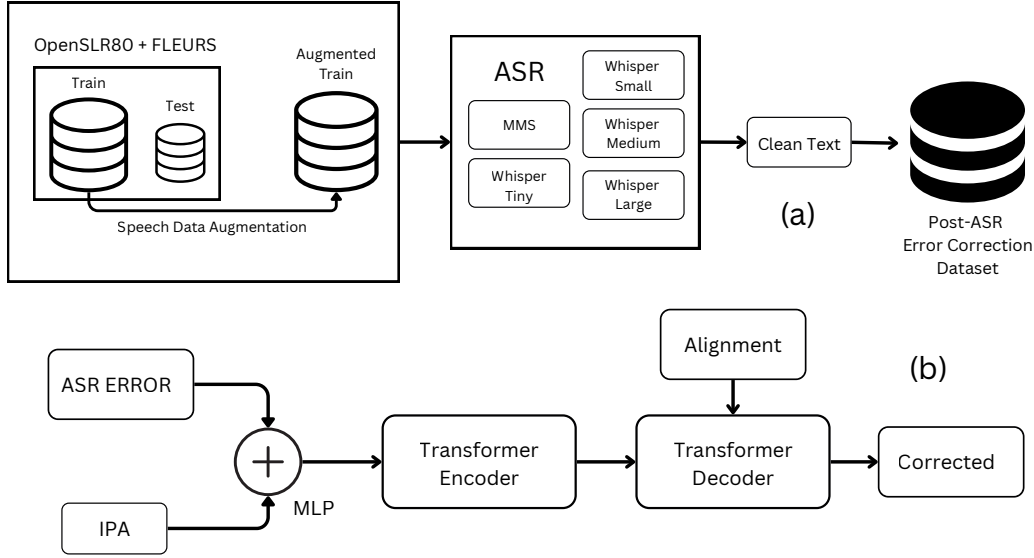 OpenSLR80 + FLEURS
Train
Test
Augmented
Train
Speech Data Augmentation
ASR
MMS
Whisper
Tiny
Whisper
Small
Whisper
Medium
Whisper
Large
Clean Text
(a)
Post-ASR
Error Correction
Dataset
ASR ERROR
IPA
MLP
Transformer
Encoder
Alignment
Transformer
Decoder
(b)
Corrected